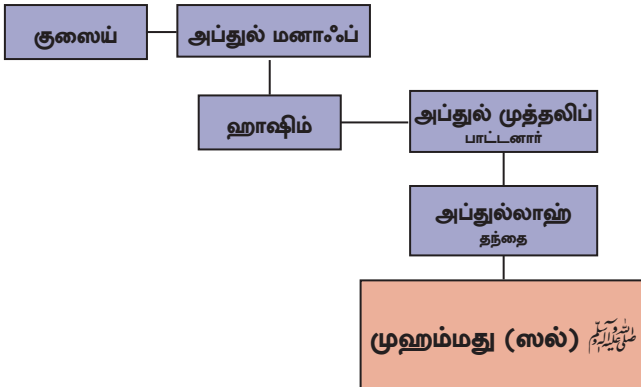 குஸைய்
அப்துல் மனாஃப்
ஹாஷிம்
அப்துல் முத்தலிப்
பாட்டனார்
அப்துல்லாஹ்
தந்தை
முஹம்மது (ஸல்) ﷺ